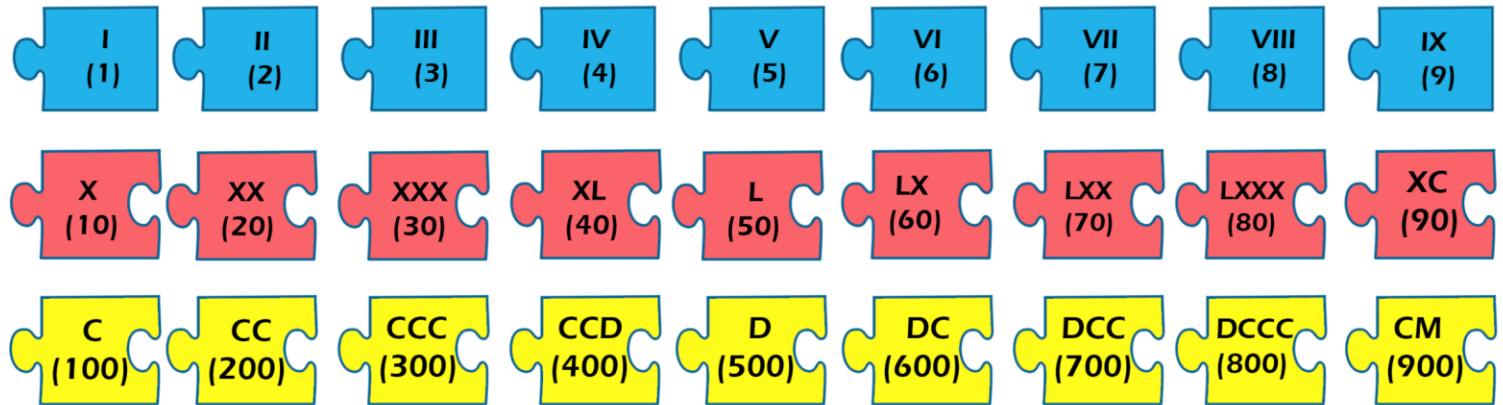 I II III IV V VI VII VIII IX
(1) (2) (3) (4) (5) (6) (7) (8) (9)
X XX XXX XL L LX LXX LXXX XC
(10) (20) (30) (40) (50) (60) (70) (80) (90)
C CC CCC CCD D DC DCC DCCC CM
(100) (200) (300) (400) (500) (600) (700) (800) (900)